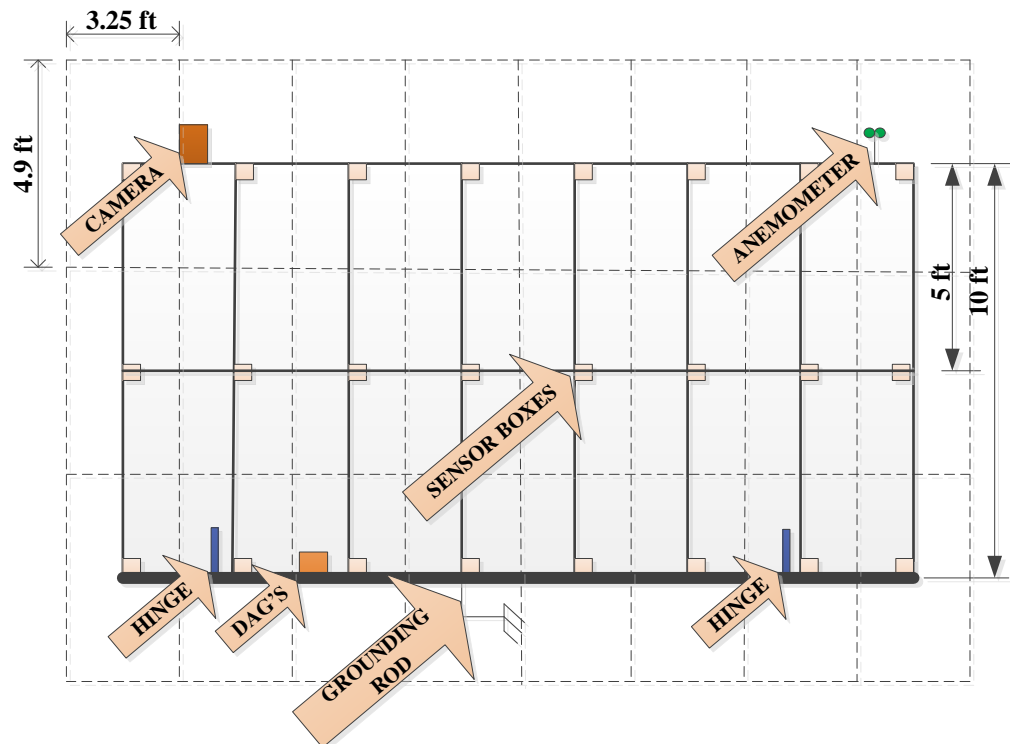 3.25 ft
4.9 ft
CAMERA
ANEMOMETER
5 ft
10 ft
SENSOR BOXES
HINGE
DAG'S
GROUNDING
ROD
HINGE